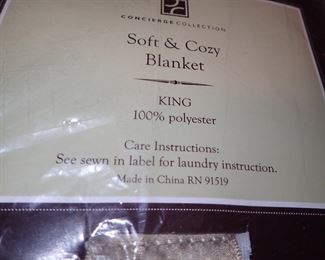 CONCIERGE COLLECTION
Soft & Cozy
Blanket
KING
100% polyester
Care Instructions:
See sewn in label for laundry instruction.
Made in China RN 91519